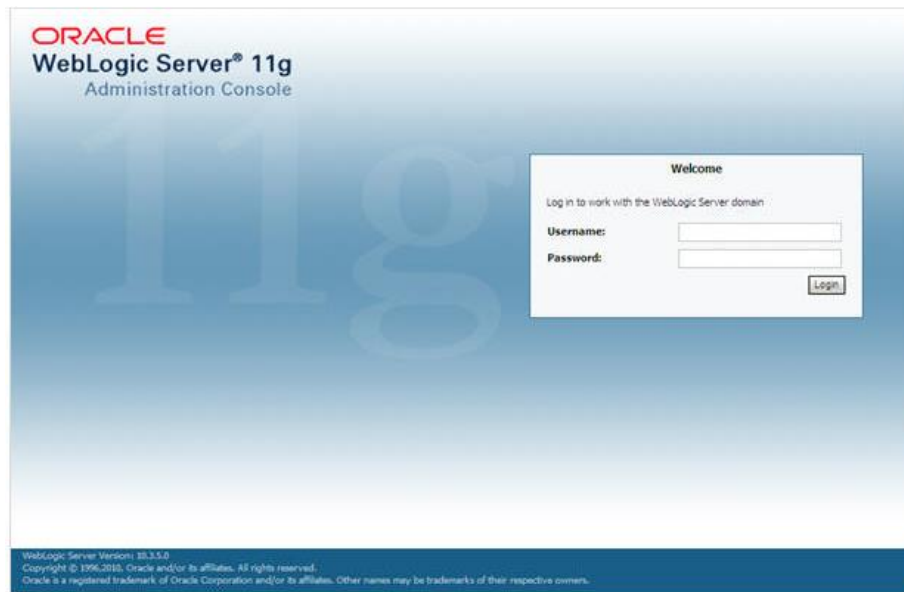 ORACLE
WebLogic Server® 11g
Administration Console
11g
Welcome
Log in to work with the WebLogic Server domain
Username:
Password:
Login
WebLogic Server Version: 10.3.5.0
Copyright © 1996,2010, Oracle and/or its affiliates. All rights reserved.
Oracle is a registered trademark of Oracle Corporation and/or its affiliates. Other names may be trademarks of their respective owners.